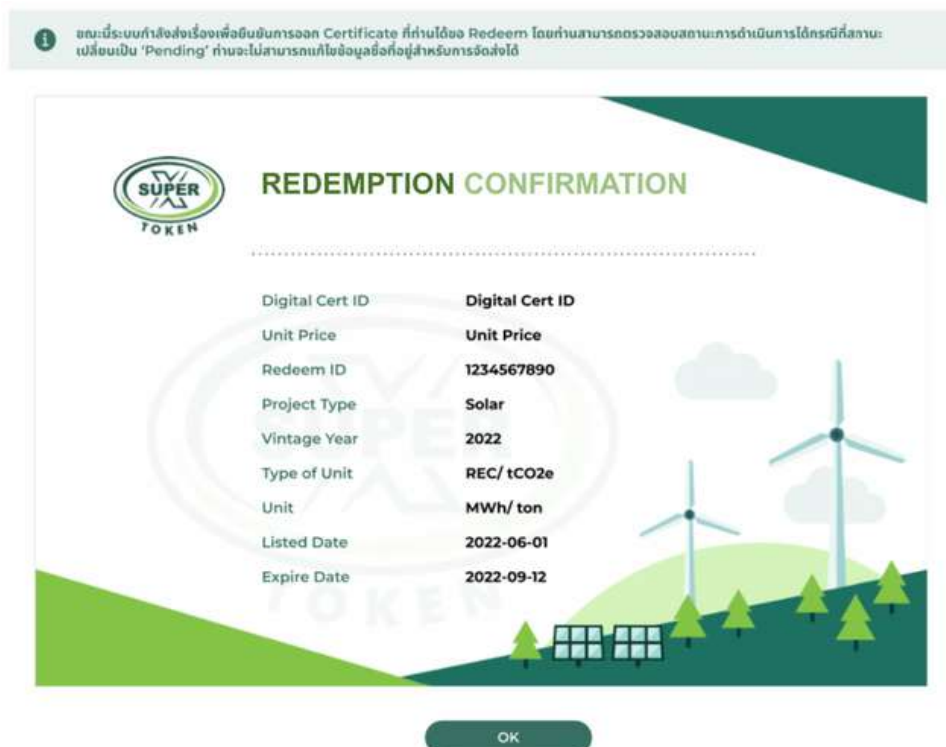 ขณะนี้ระบบกำลังส่งเรื่องเพื่อยืนยันการออก Certificate ที่ท่านได้ขอ Redeem โดยท่านสามารถตรวจสอบสถานะการดำเนินการได้กรณีที่สถานะ
เปลี่ยนเป็น ‘Pending’ ท่านจะไม่สามารถแก้ไขข้อมูลชื่อที่อยู่สำหรับการจัดส่งได้
SUPER X
TOKEN
REDEMPTION CONFIRMATION
Digital Cert ID Digital Cert ID
Unit Price Unit Price
Redeem ID 1234567890
Project Type Solar
Vintage Year 2022
Type of Unit REC/ tCO2e
Unit MWh/ ton
Listed Date 2022-06-01
Expire Date 2022-09-12
SUPER X
TOKEN
OK